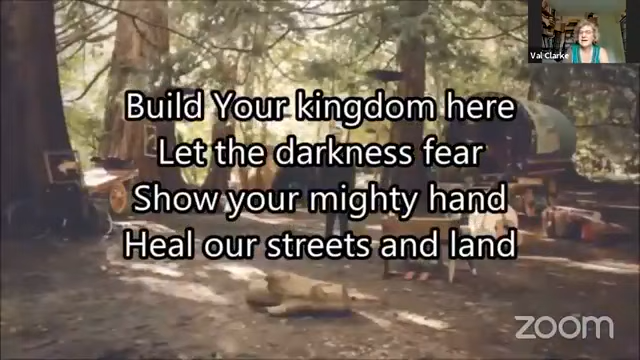 Val Clarke
Build Your kingdom here
Let the darkness fear
Show your mighty hand
Heal our streets and land
zoom